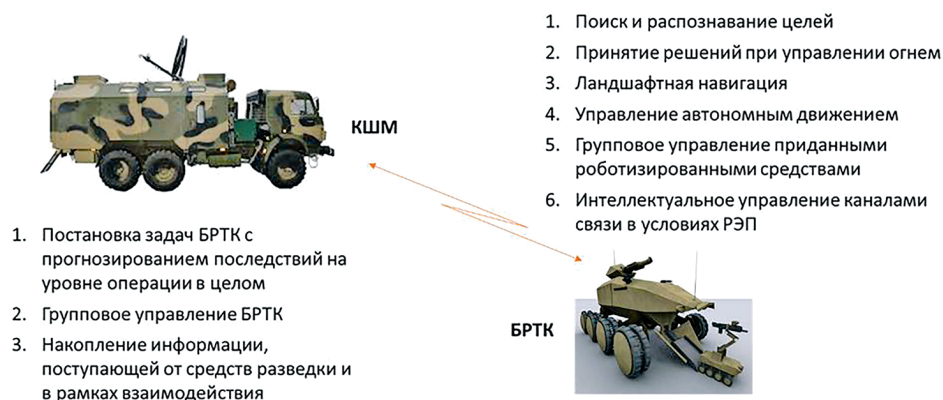 1. Поиск и распознавание целей
2. Принятие решений при управлении огнем
3. Ландшафтная навигация
4. Управление автономным движением
5. Групповое управление приданными
роботизированными средствами
6. Интеллектуальное управление каналами
связи в условиях РЭП
КШМ
1. Постановка задач БРТК с
прогнозированием последствий на
уровне операции в целом
2. Групповое управление БРТК
3. Накопление информации,
поступающей от средств разведки и
в рамках взаимодействия
БРТК